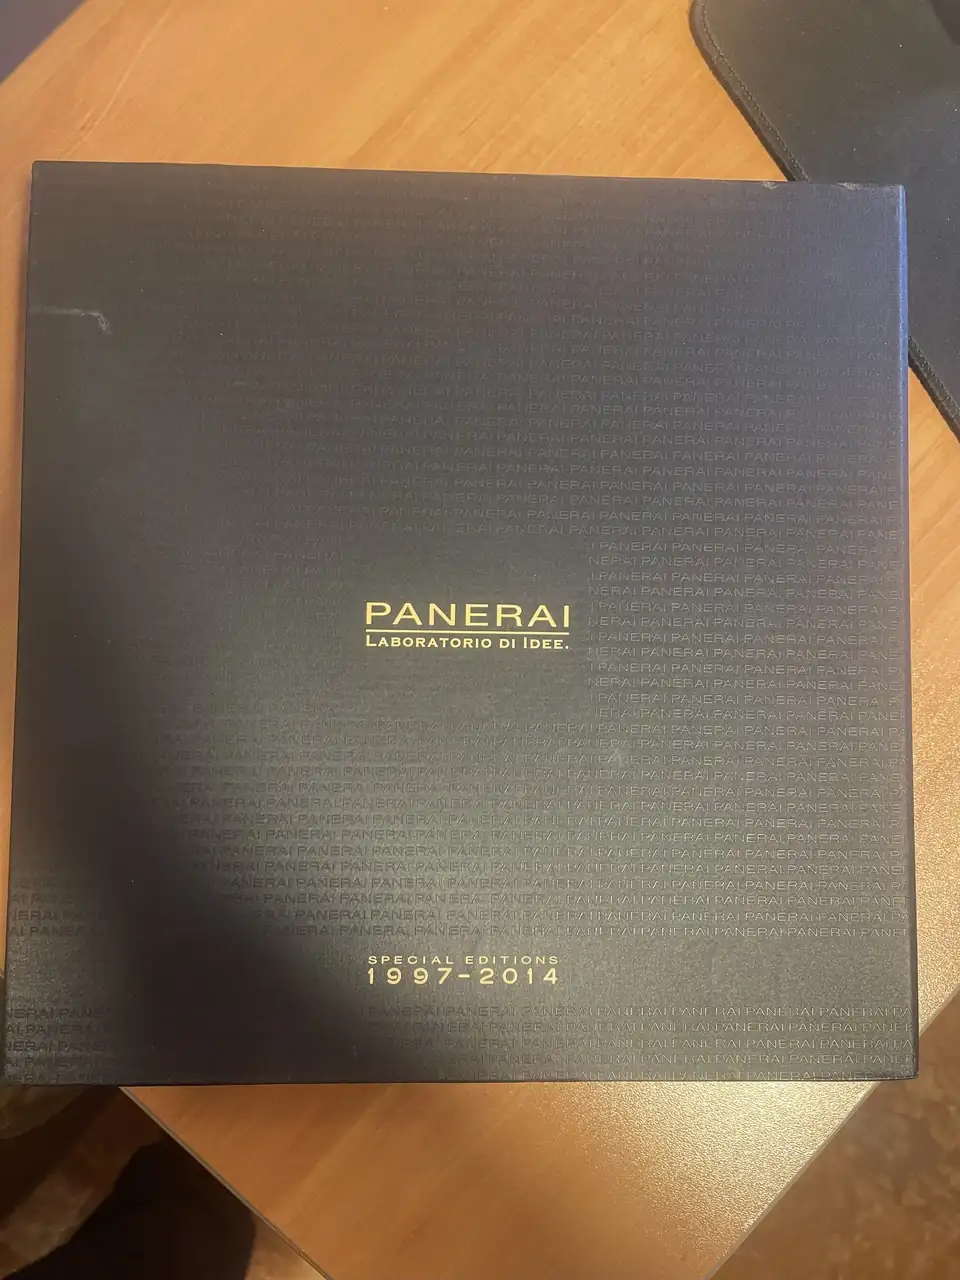 PANERAI
LABORATORIO DI IDEE.
SPECIAL EDITIONS
1997-2014